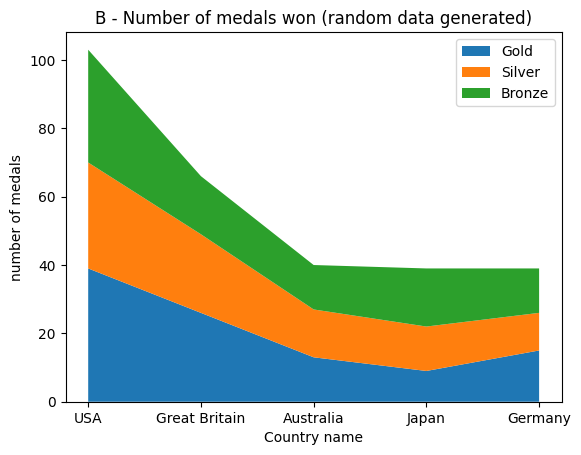 B - Number of medals won (random data generated)
Gold
Silver
Bronze
100
80
60
40
20
0
number of medals
USA Great Britain Australia Japan Germany
Country name